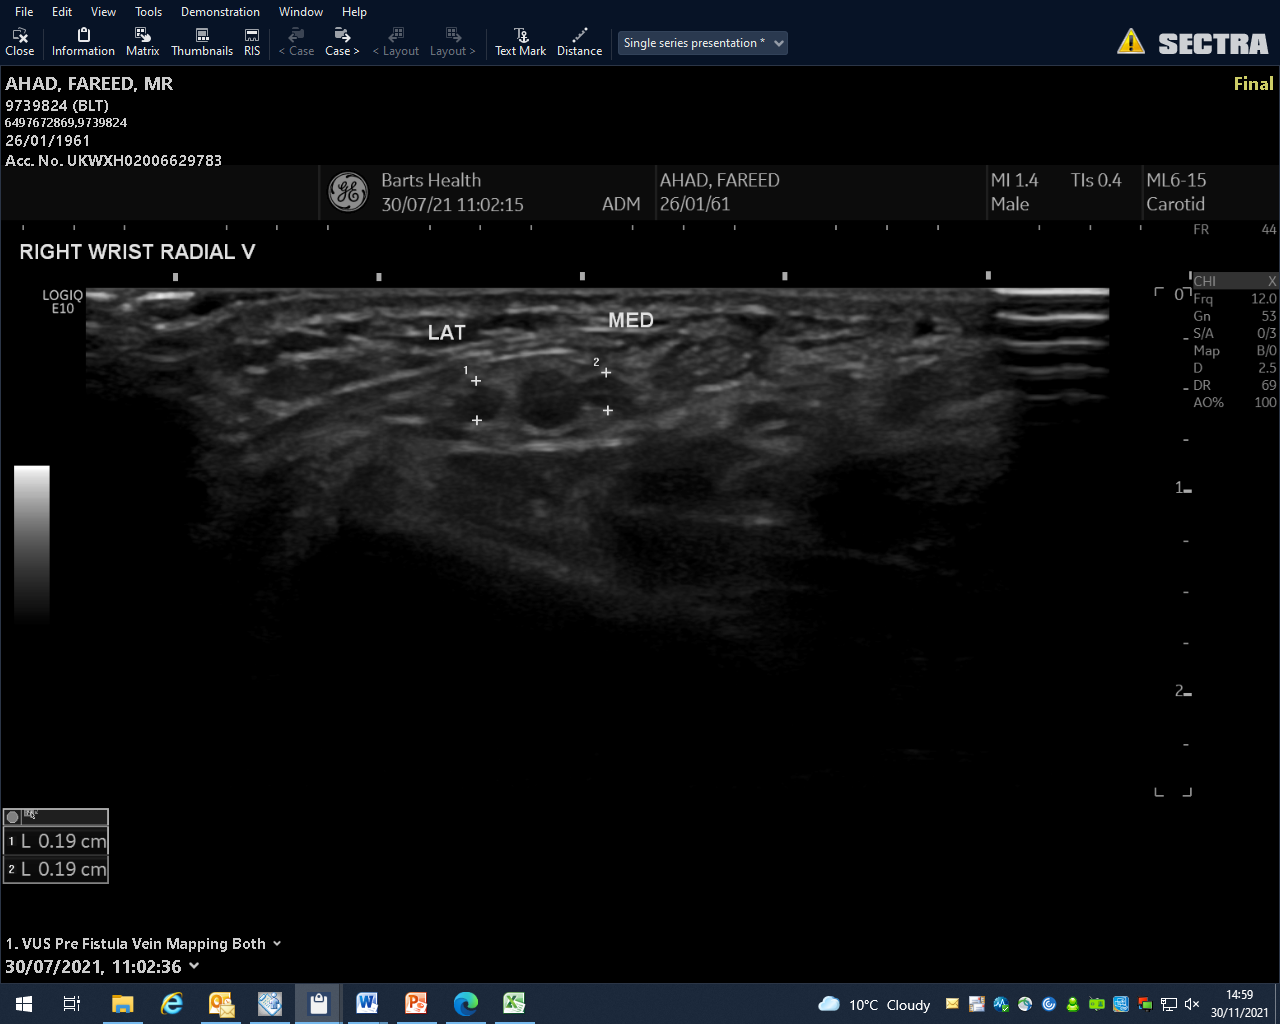 File Edit View Tools Demonstration Window Help
Close Information Matrix Thumbnails RIS < Case Case > < Layout Layout > Text Mark Distance Single series presentation * SECTRA
AHAD, FAREED, MR
Final
9739824 (BLT)
6497672869,9739824
26/01/1961
Acc. No. UKWXH02006629783
GE Barts Health AHAD, FAREED MI 1.4 TIs 0.4 ML6-15
30/07/21 11:02:15 ADM 26/01/61 Male Carotid
FR 44
RIGHT WRIST RADIAL V
CHI X
LOGIQ
E10
0
Frq 12.0
Gn 53
S/A 0/3
Map B/0
D 2.5
DR 69
AO% 100
LAT MED
1 2
1
2
1 L 0.19 cm
2 L 0.19 cm
1. VUS Pre Fistula Vein Mapping Both
30/07/2021, 11:02:36
10°C Cloudy
14:59
30/11/2021